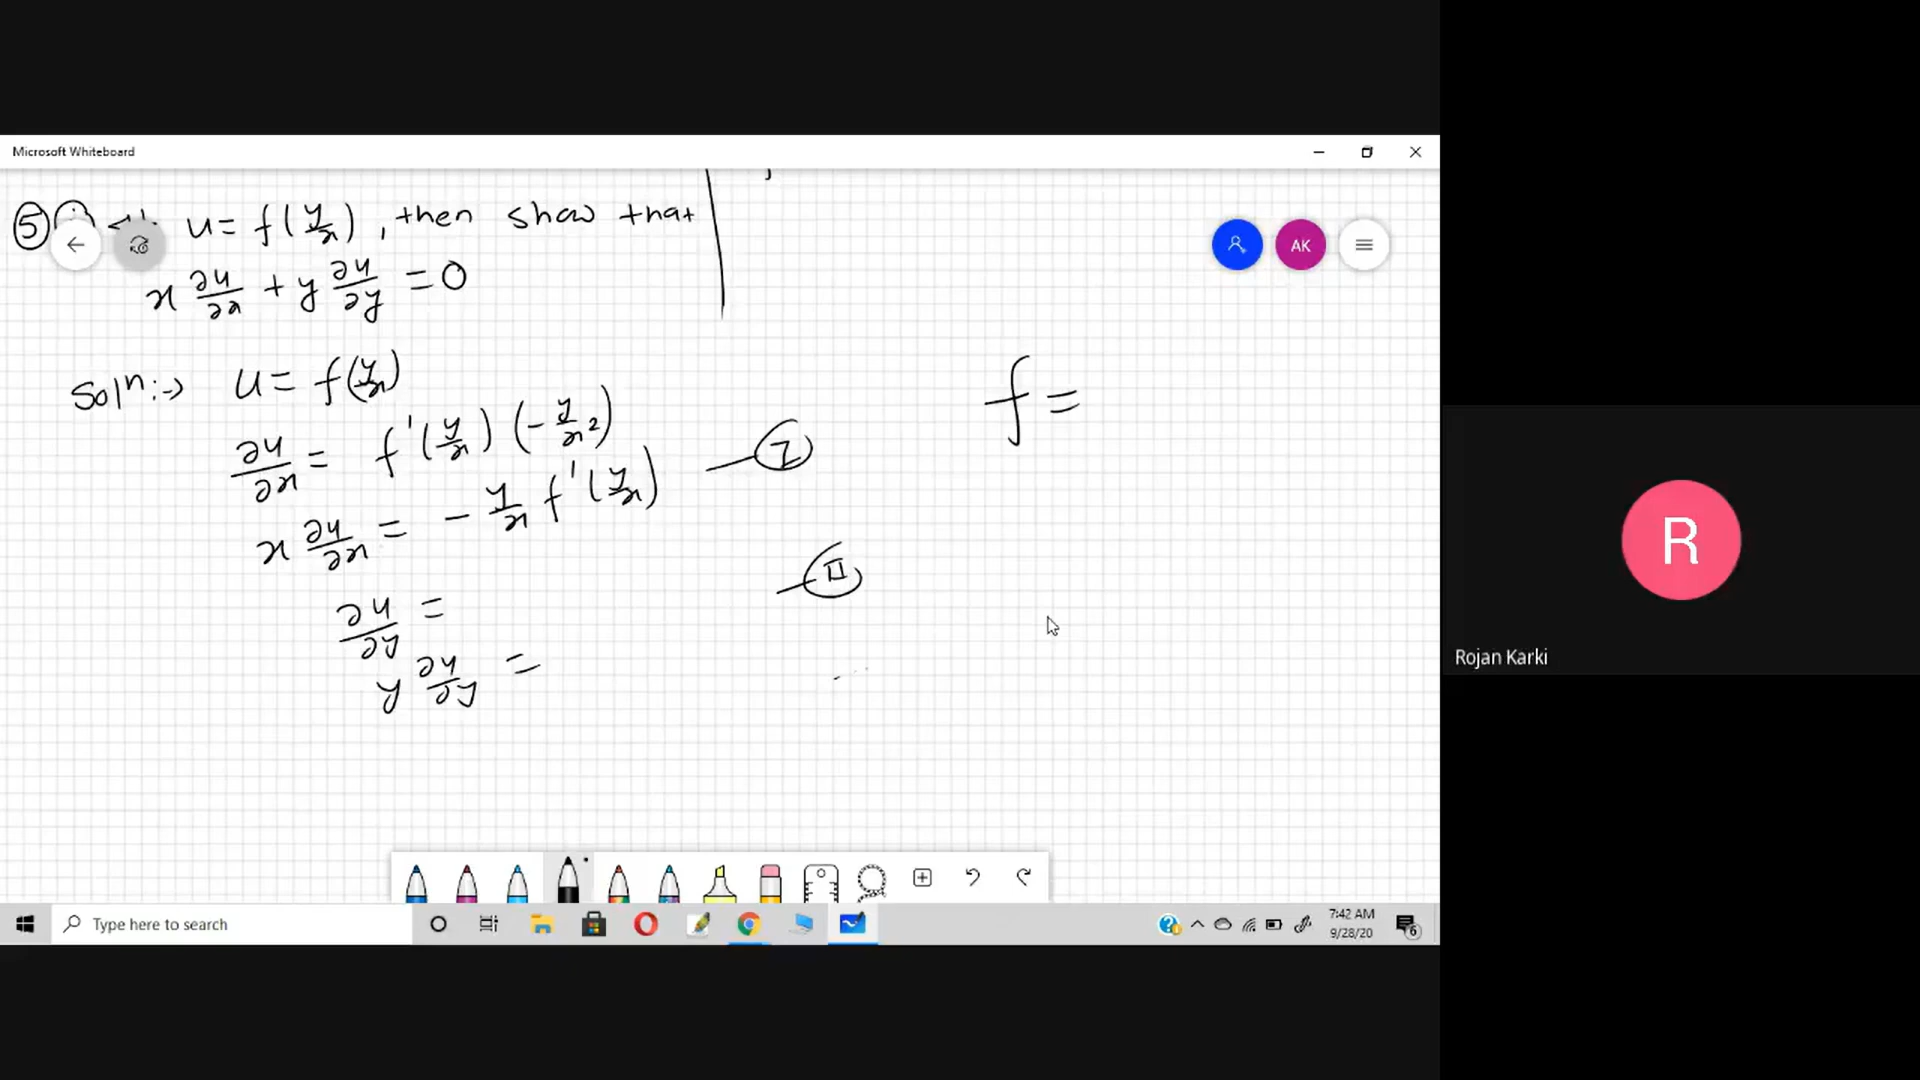 Microsoft Whiteboard
⑤ u = f(y/x), then show that
x ∂u/∂x + y ∂u/∂y = 0
Solⁿ:→ u = f(y/x)
∂u/∂x = f'(y/x) (-y/x²)
x ∂u/∂x = - y/x f'(y/x) —Ⓘ
∂u/∂y = —(II)
y ∂u/∂y =
f =
AK
R
Rojan Karki
Type here to search
7:42 AM
9/28/20
6